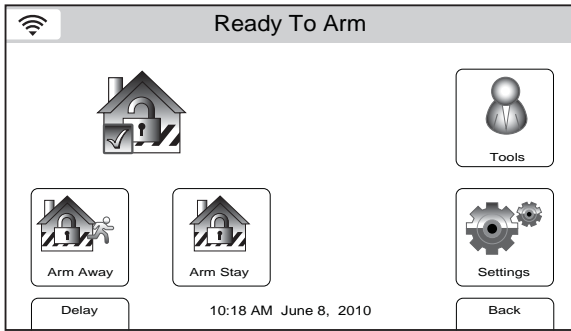 Ready To Arm
Tools
Arm Away
Arm Stay
Settings
Delay
10:18 AM June 8, 2010
Back